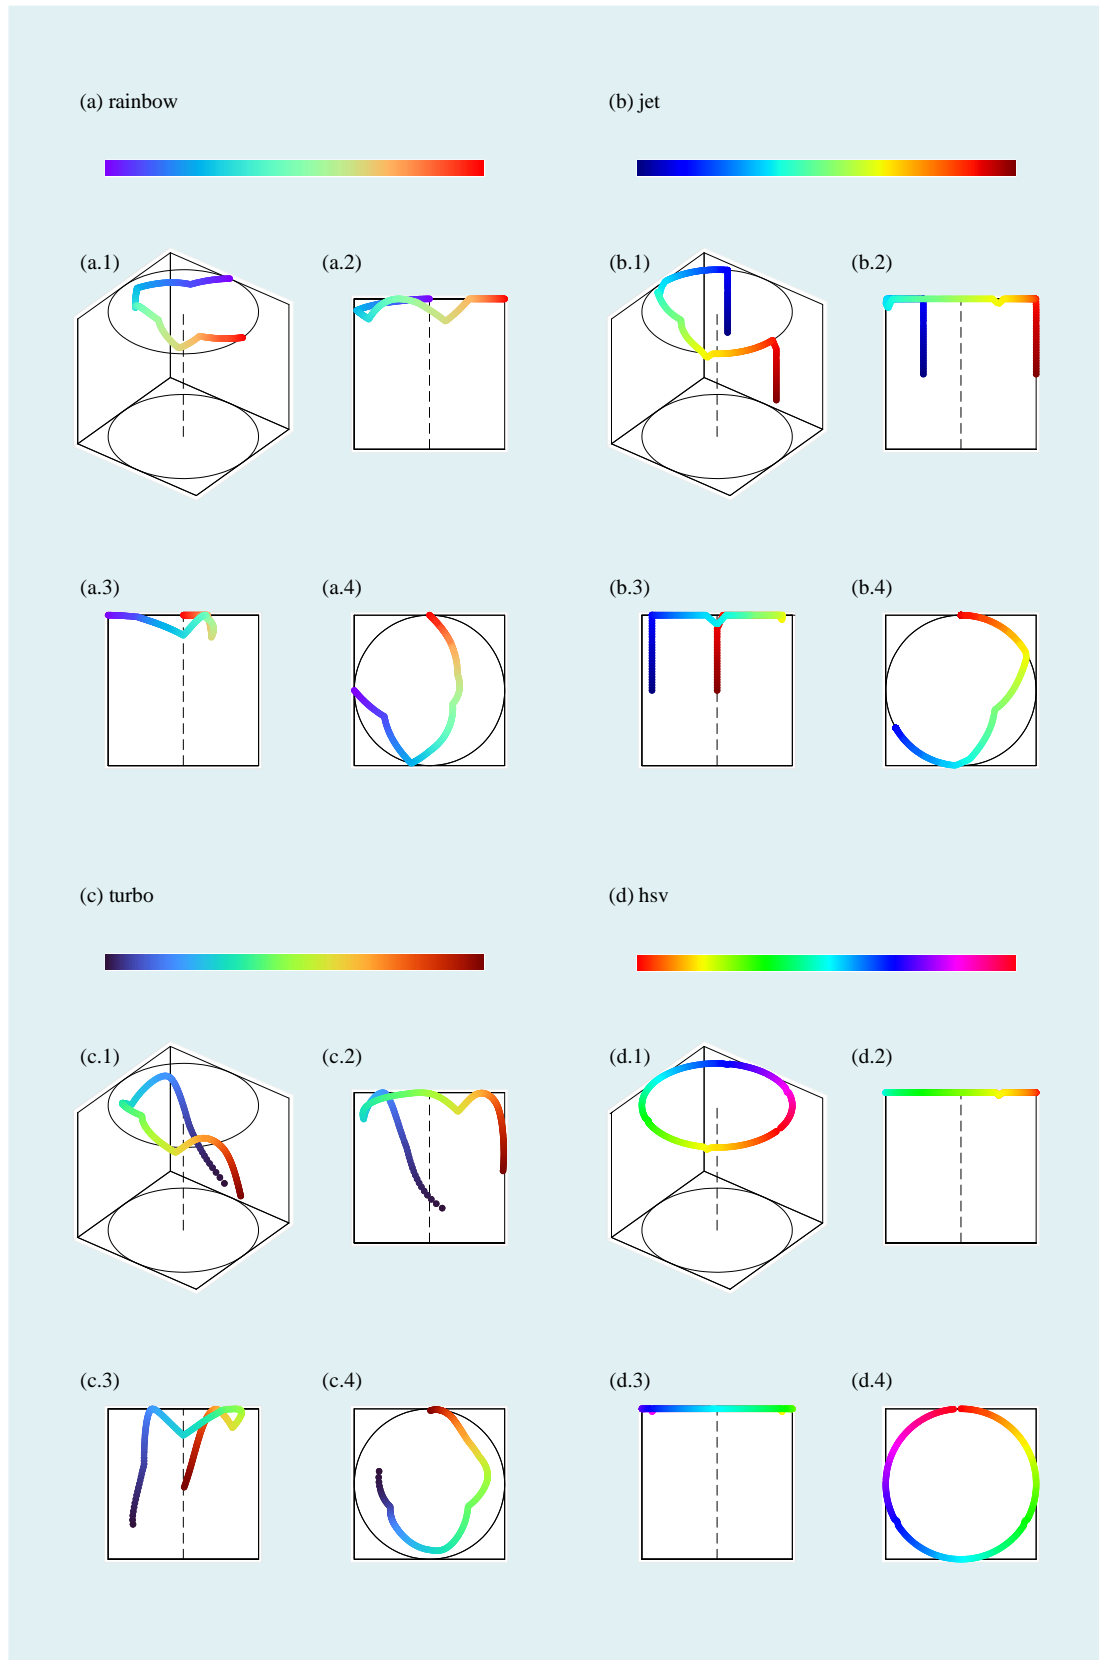 (a) rainbow
(b) jet
(a.1)
(a.2)
(b.1)
(b.2)
(a.3)
(a.4)
(b.3)
(b.4)
(c) turbo
(d) hsv
(c.1)
(c.2)
(d.1)
(d.2)
(c.3)
(c.4)
(d.3)
(d.4)